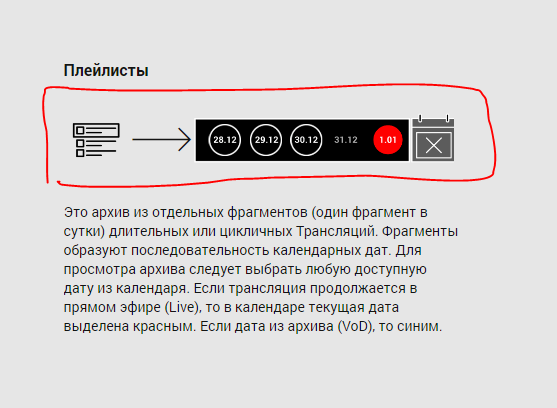 Плейлисты
28.12 29.12 30.12 31.12 1.01
Это архив из отдельных фрагментов (один фрагмент в
сутки) длительных или цикличных Трансляций. Фрагменты
образуют последовательность календарных дат. Для
просмотра архива следует выбрать любую доступную
дату из календаря. Если трансляция продолжается в
прямом эфире (Live), то в календаре текущая дата
выделена красным. Если дата из архива (VoD), то синим.